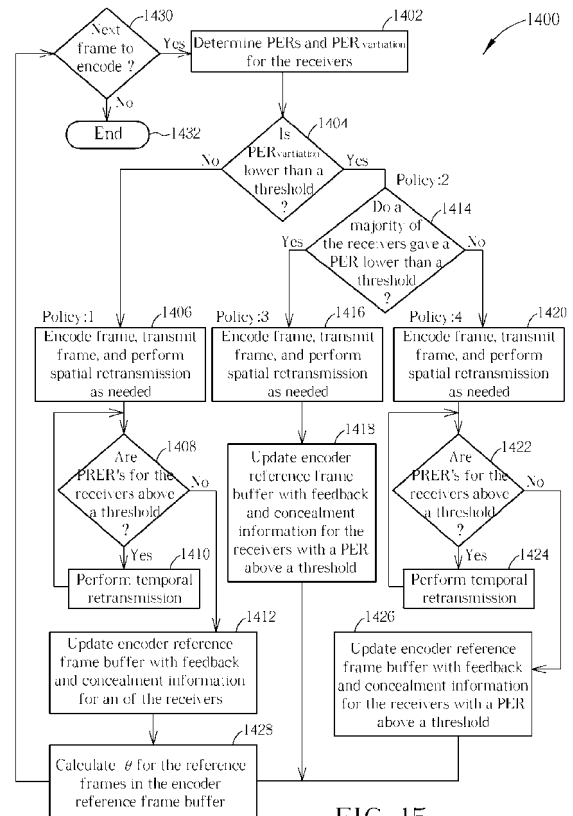 1400
1430
Next
frame to
encode ?
Yes
No
End
1432
1402
Determine PERs and PER vartiation
for the receivers
1404
Is
PERvartiation
lower than a
threshold
?
No
Yes
Policy:2
1414
Do a
majority of
the receivers gave a
PER lower than a
threshold
?
Yes
No
Policy:1
1406
Encode frame, transmit
frame, and perform
spatial retransmission
as needed
Policy:3
1416
Encode frame, transmit
frame, and perform
spatial retransmission
as needed
Policy:4
1420
Encode frame, transmit
frame, and perform
spatial retransmission
as needed
1408
Are
PRER's for the
receivers above
a threshold
?
No
Yes
1410
Perform temporal
retransmission
1418
Update encoder
reference frame
buffer with feedback
and concealment
information for the
receivers with a PER
above a threshold
1422
Are
PRER's for the
receivers above
a threshold
?
No
Yes
1424
Perform temporal
retransmission
1412
Update encoder reference
frame buffer with feedback
and concealment information
for an of the receivers
1426
Update encoder reference
frame buffer with feedback
and concealment information
for the receivers with a PER
above a threshold
1428
Calculate θ for the reference
frames in the encoder
reference frame buffer
FIG. 15